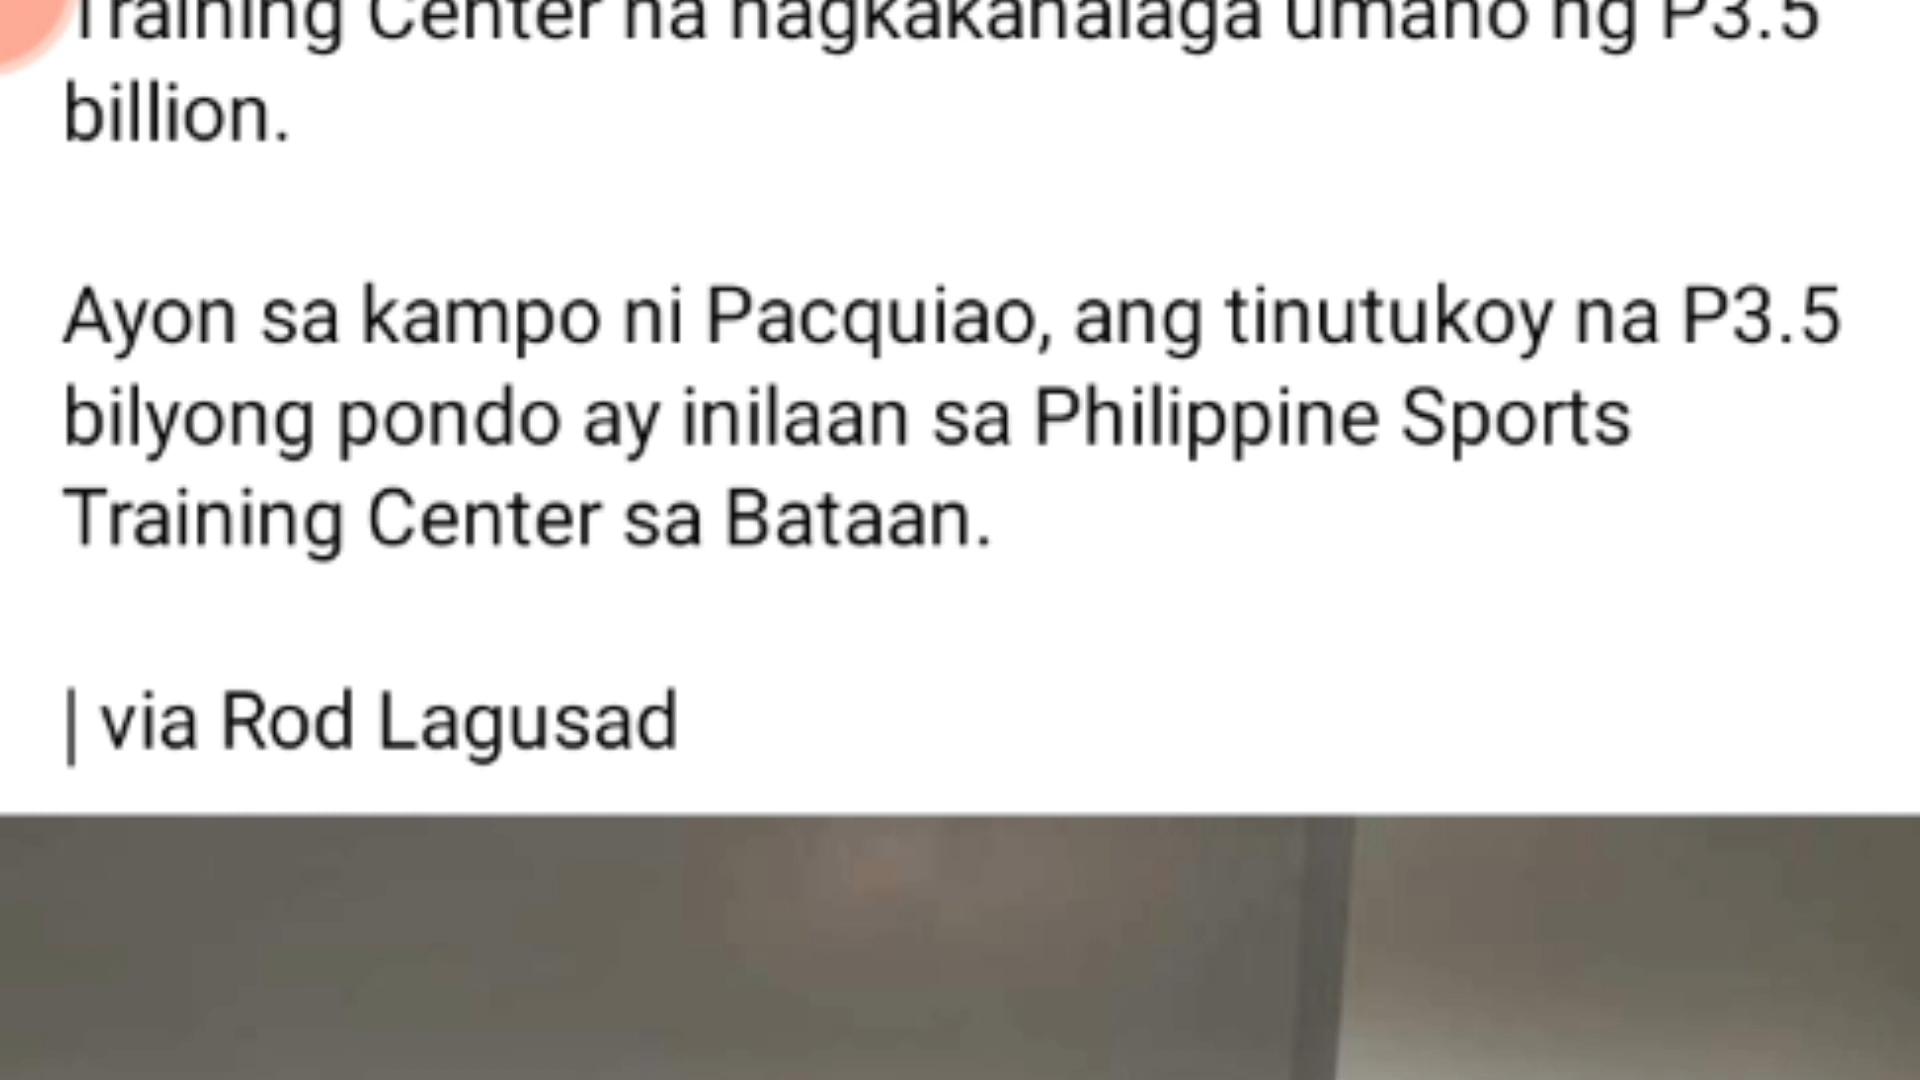 Training Center na nagkakahalaga umano ng P3.5
billion.
Ayon sa kampo ni Pacquiao, ang tinutukoy na P3.5
bilyong pondo ay inilaan sa Philippine Sports
Training Center sa Bataan.
| via Rod Lagusad